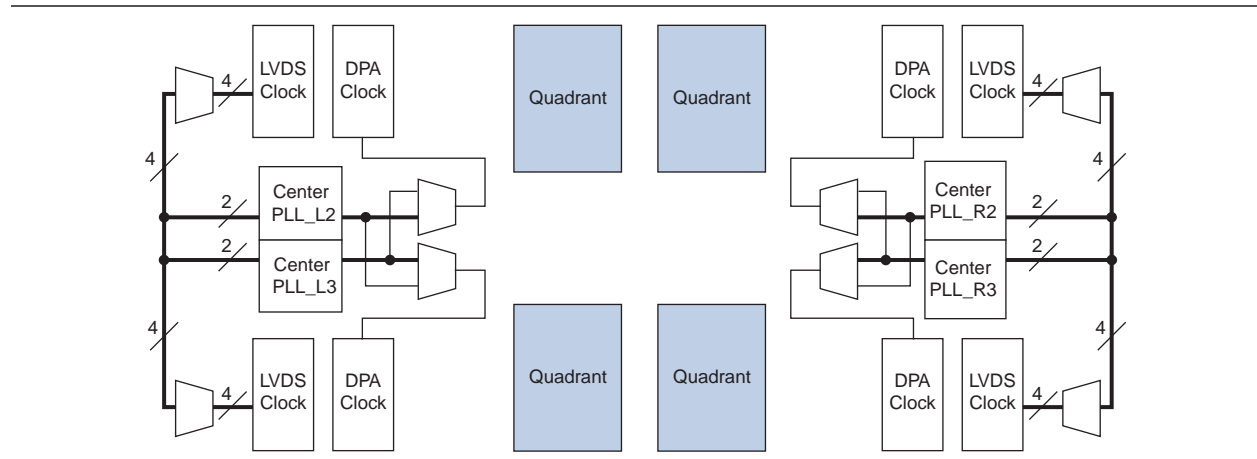 4
LVDS
Clock
DPA
Clock
Quadrant
Quadrant
DPA
Clock
LVDS
Clock
4
4
4
2
Center
PLL_L2
Center
PLL_R2
2
2
Center
PLL_L3
Center
PLL_R3
2
4
4
4
LVDS
Clock
DPA
Clock
Quadrant
Quadrant
DPA
Clock
LVDS
Clock
4